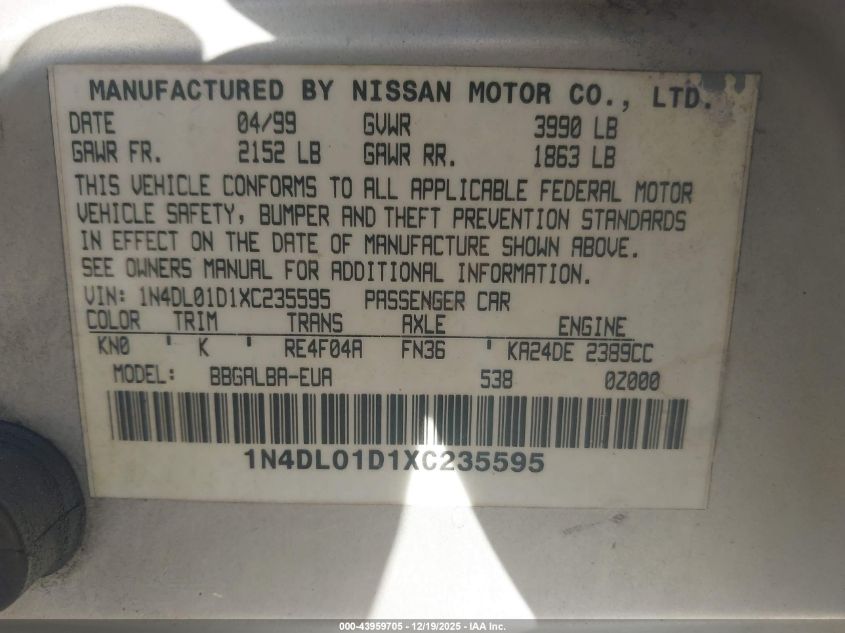 MANUFACTURED BY NISSAN MOTOR CO., LTD.
DATE 04/99 GVWR 3990 LB
GAWR FR. 2152 LB GAWR RR. 1863 LB
THIS VEHICLE CONFORMS TO ALL APPLICABLE FEDERAL MOTOR
VEHICLE SAFETY, BUMPER AND THEFT PREVENTION STANDARDS
IN EFFECT ON THE DATE OF MANUFACTURE SHOWN ABOVE.
SEE OWNERS MANUAL FOR ADDITIONAL INFORMATION.
VIN: 1N4DL01D1XC235595 PASSENGER CAR
COLOR TRIM TRANS AXLE ENGINE
KN0 ' K ' RE4F04A FN36 ' KA24DE 2389CC
MODEL: BBGALBA-EUA 538 0Z000
1N4DL01D1XC235595
000-43959705 - 12/19/2025 - IAA Inc.